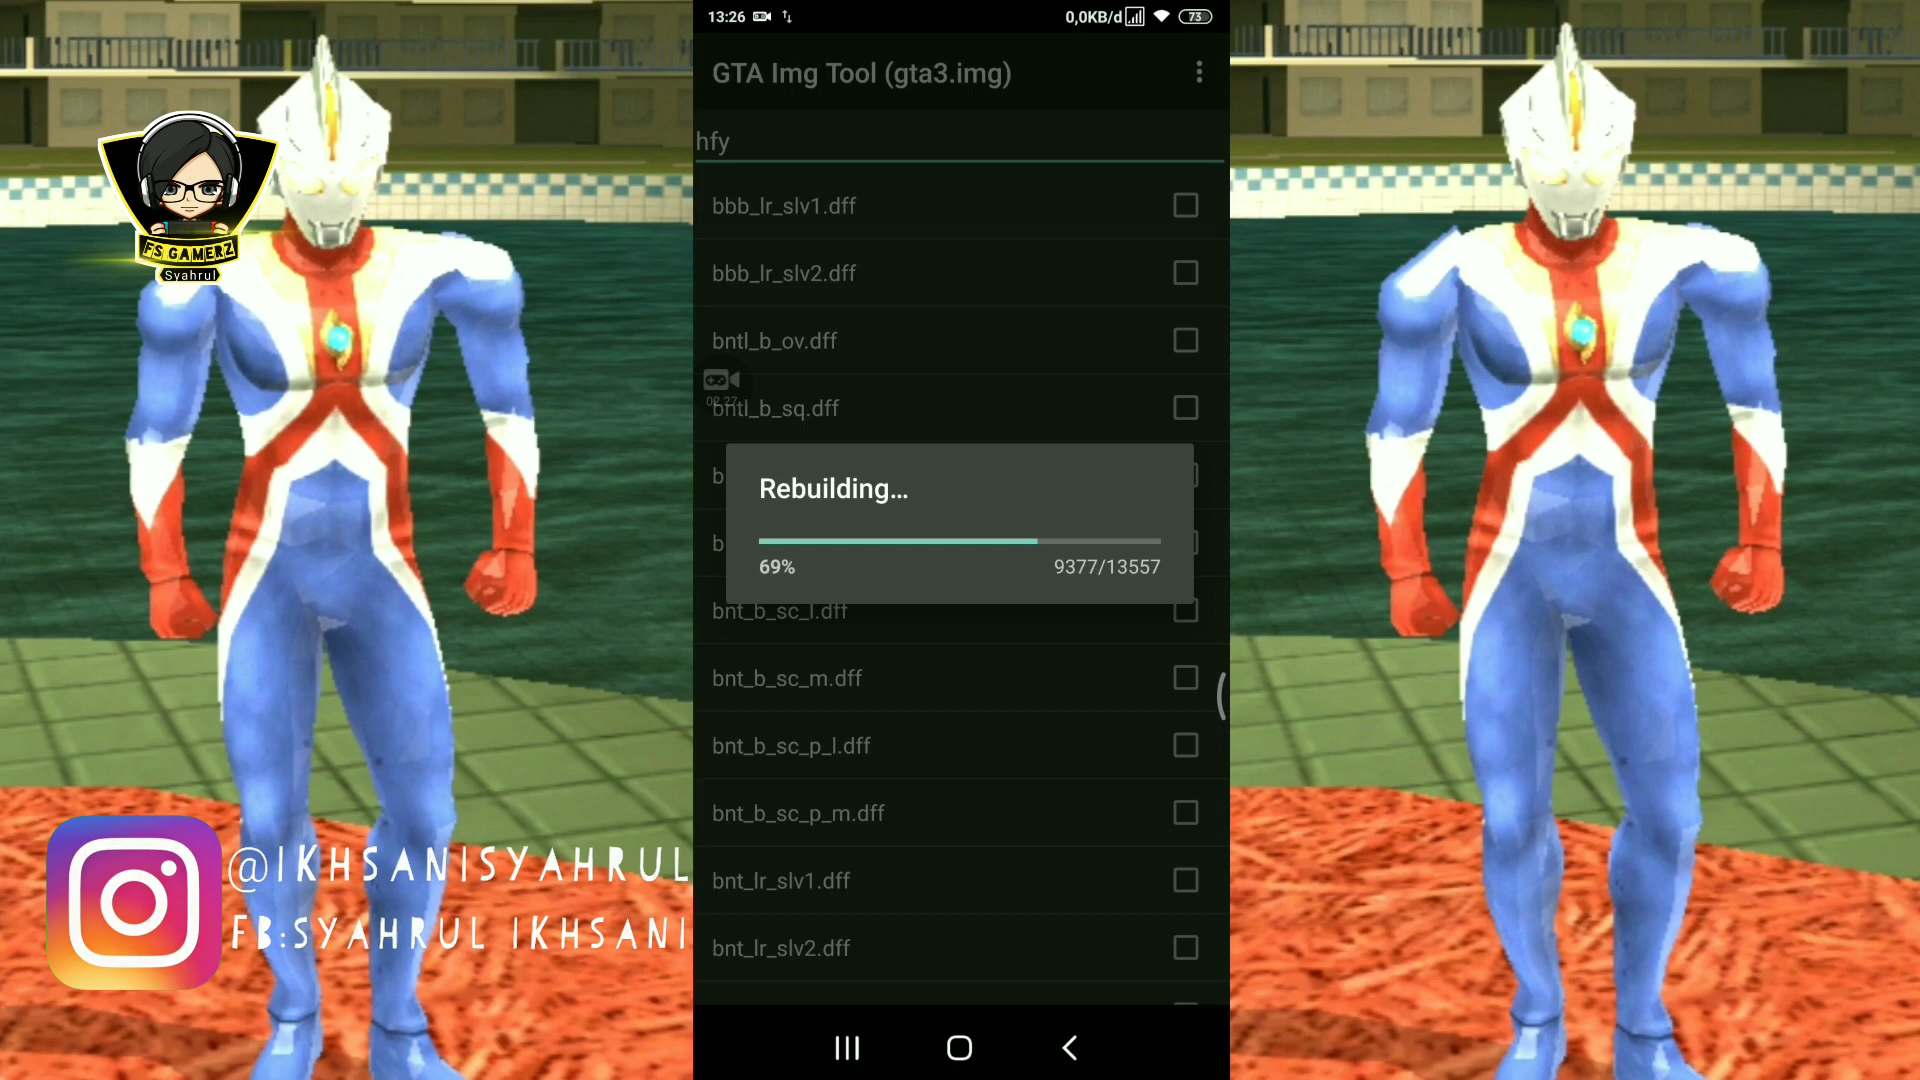 FS GAMERZ
Syahrul
@IKHSANISYAHRUL
FB:SYAHRUL IKHSANI
13:26
0,0KB/d
73
GTA Img Tool (gta3.img)
hfy
bbb_lr_slv1.dff
bbb_lr_slv2.dff
bntl_b_ov.dff
02:27
bntl_b_sq.dff
b
Rebuilding...
b
69% 9377/13557
bnt_b_sc_l.dff
bnt_b_sc_m.dff
bnt_b_sc_p_l.dff
bnt_b_sc_p_m.dff
bnt_lr_slv1.dff
bnt_lr_slv2.dff